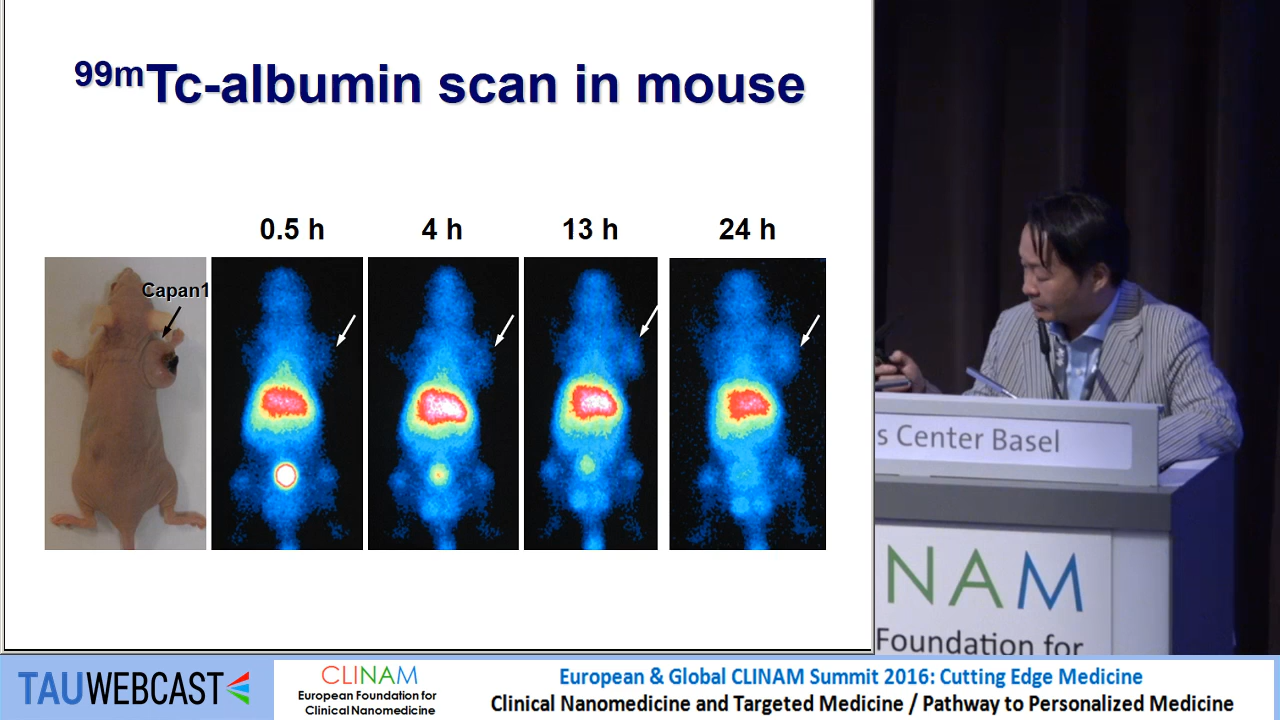 99mTc-albumin scan in mouse
0.5 h
4 h
13 h
24 h
Capan1
s Center Basel
NAM
Foundation for
TAUWEBCAST
CLINAM
European Foundation for
Clinical Nanomedicine
European & Global CLINAM Summit 2016: Cutting Edge Medicine
Clinical Nanomedicine and Targeted Medicine / Pathway to Personalized Medicine